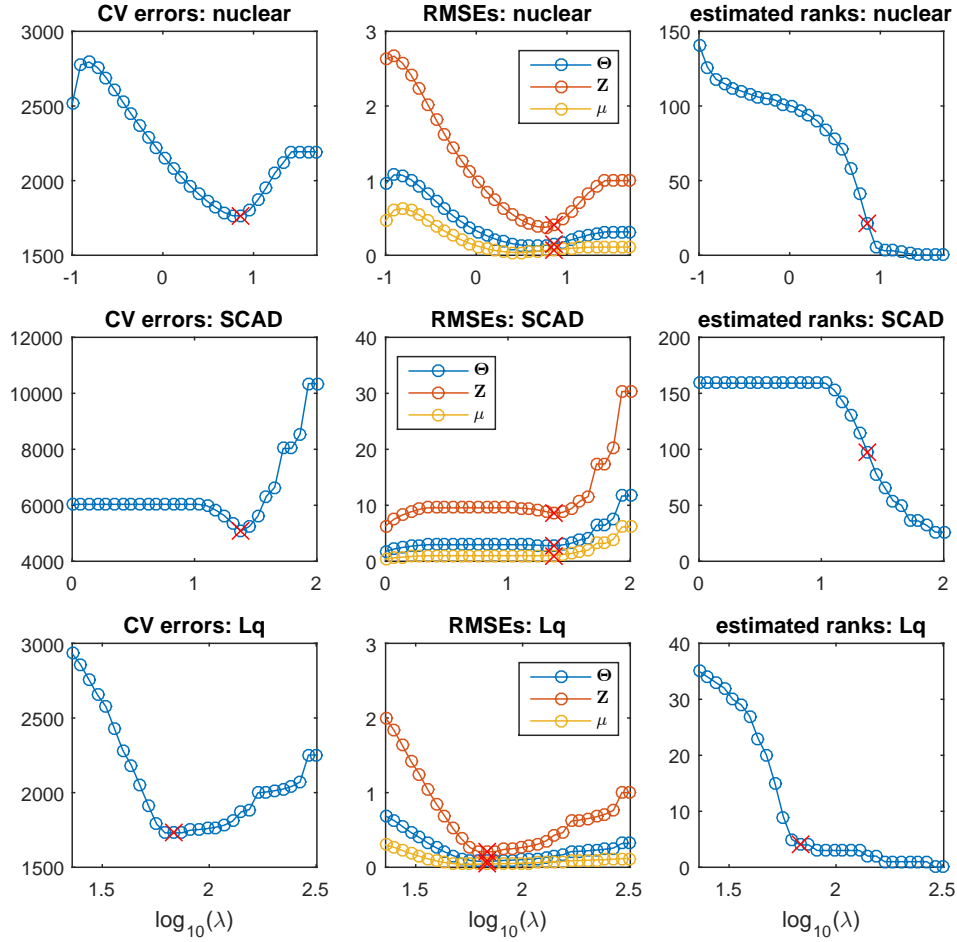 CV errors: nuclear
3000
2500
2000
1500
-1 0 1
RMSEs: nuclear
3
2
1
0
-1 0 1
Θ
Z
μ
estimated ranks: nuclear
150
100
50
0
-1 0 1
CV errors: SCAD
12000
10000
8000
6000
4000
0 1 2
RMSEs: SCAD
40
30
20
10
0
0 1 2
Θ
Z
μ
estimated ranks: SCAD
200
150
100
50
0
0 1 2
CV errors: Lq
3000
2500
2000
1500
1.5 2 2.5
log₁₀(λ)
RMSEs: Lq
3
2
1
0
1.5 2 2.5
log₁₀(λ)
Θ
Z
μ
estimated ranks: Lq
40
30
20
10
0
1.5 2 2.5
log₁₀(λ)